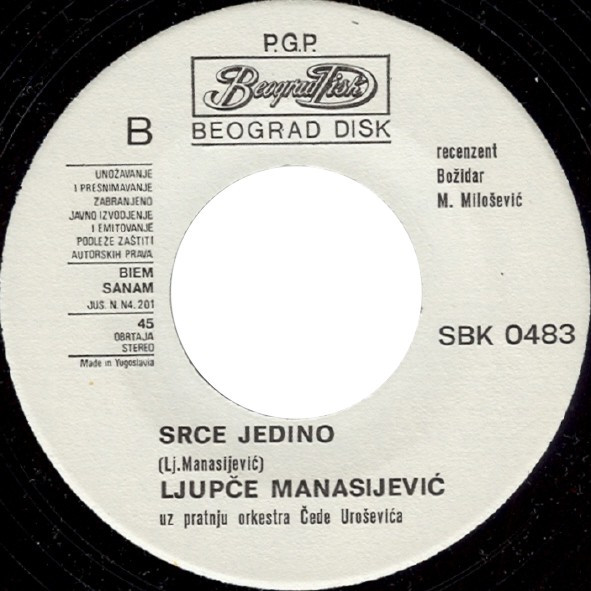 P.G.P.
Beograd Disk
BEOGRAD DISK
B
UNOŽAVANJE
I PRESNIMAVANJE
ZABRANJENO
JAVNO IZVOĐENJE
I EMITOVANJE
PODLEŽE ZAŠTITI
AUTORSKIH PRAVA
BIEM
SANAM
JUS. N. N4. 201
45
OBRTAJA
STEREO
Made in Yugoslavia
recenzent
Božidar
M. Milošević
SBK 0483
SRCE JEDINO
(Lj.Manasijević)
LJUPČE MANASIJEVIĆ
uz pratnju orkestra Čede Uroševića